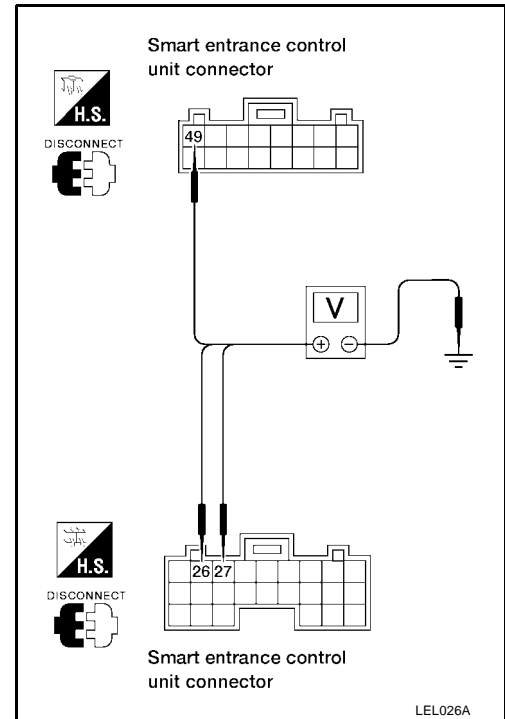 Smart entrance control
unit connector
H.S.
DISCONNECT
49
V
+ −
H.S.
DISCONNECT
26 27
Smart entrance control
unit connector
LEL026A